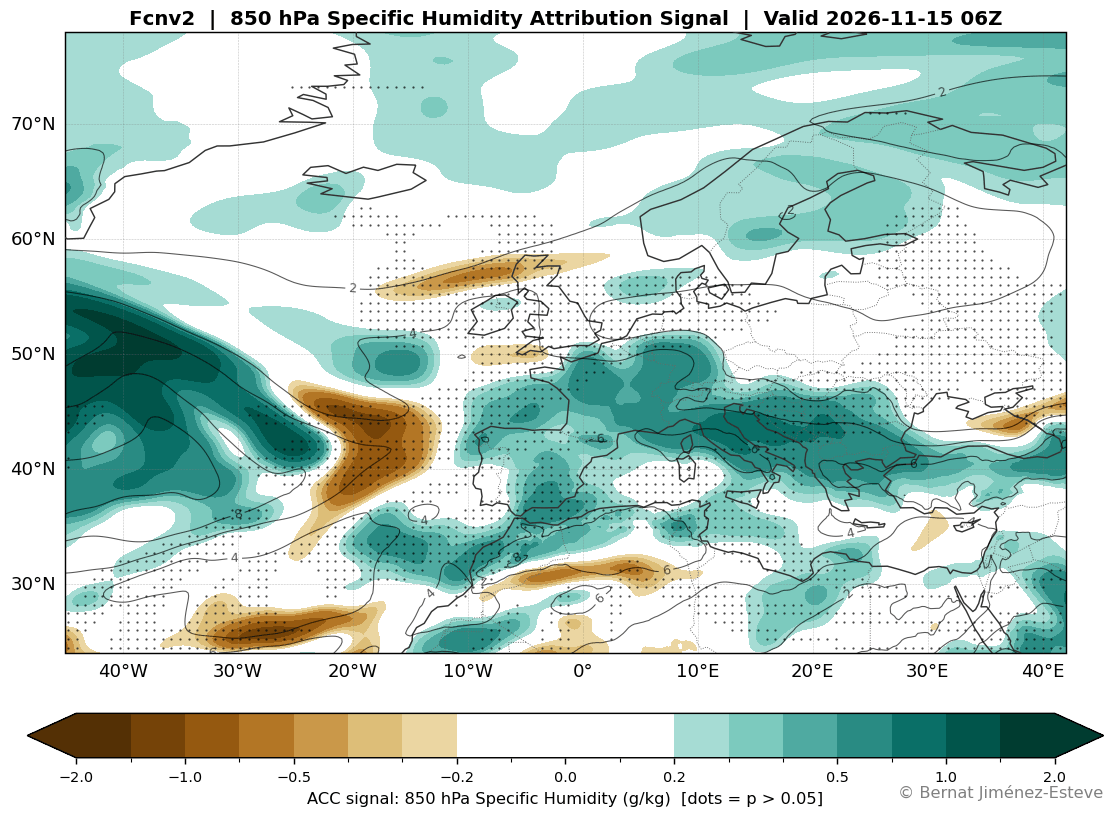 Fcnv2 | 850 hPa Specific Humidity Attribution Signal | Valid 2026-11-15 06Z
70°N
60°N
50°N
40°N
30°N
40°W
30°W
20°W
10°W
0°
10°E
20°E
30°E
40°E
−2.0
−1.0
−0.5
−0.2
0.0
0.2
0.5
1.0
2.0
ACC signal: 850 hPa Specific Humidity (g/kg) [dots = p > 0.05]
© Bernat Jiménez-Esteve